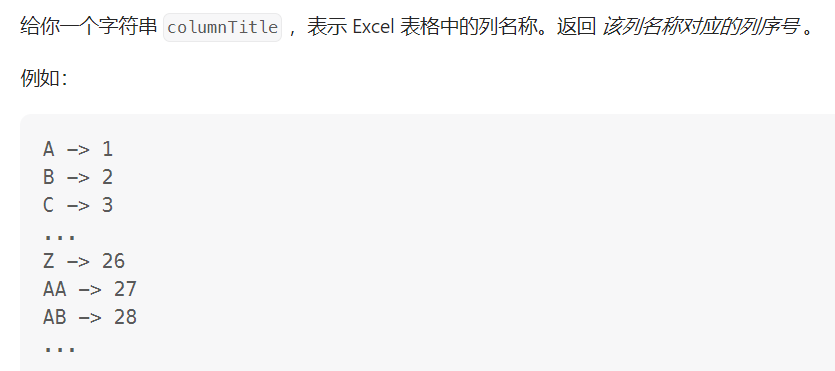 给你一个字符串 columnTitle ，表示 Excel 表格中的列名称。返回 该列名称对应的列序号 。
例如：
A -> 1
B -> 2
C -> 3
...
Z -> 26
AA -> 27
AB -> 28
...